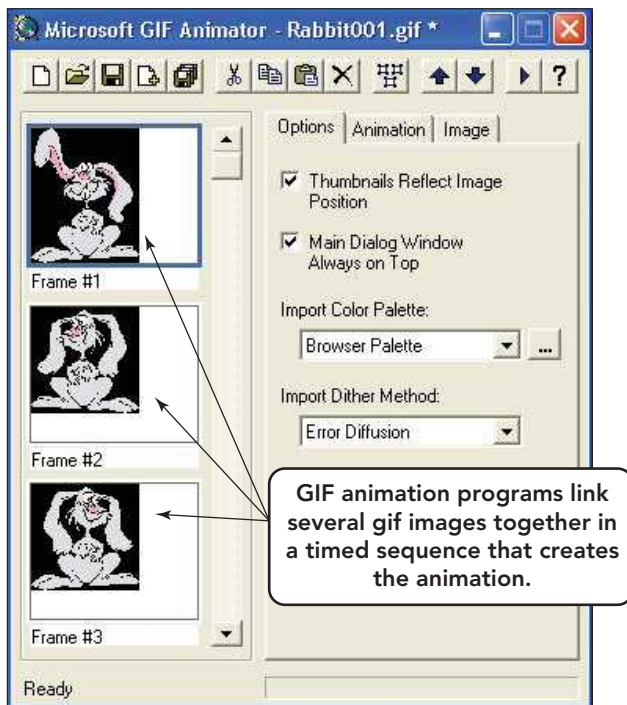 Microsoft GIF Animator - Rabbit001.gif *
Options
Animation
Image
Thumbnails Reflect Image
Position
Main Dialog Window
Always on Top
Import Color Palette:
Browser Palette
...
Import Dither Method:
Error Diffusion
Frame #1
Frame #2
Frame #3
GIF animation programs link
several gif images together in
a timed sequence that creates
the animation.
Ready